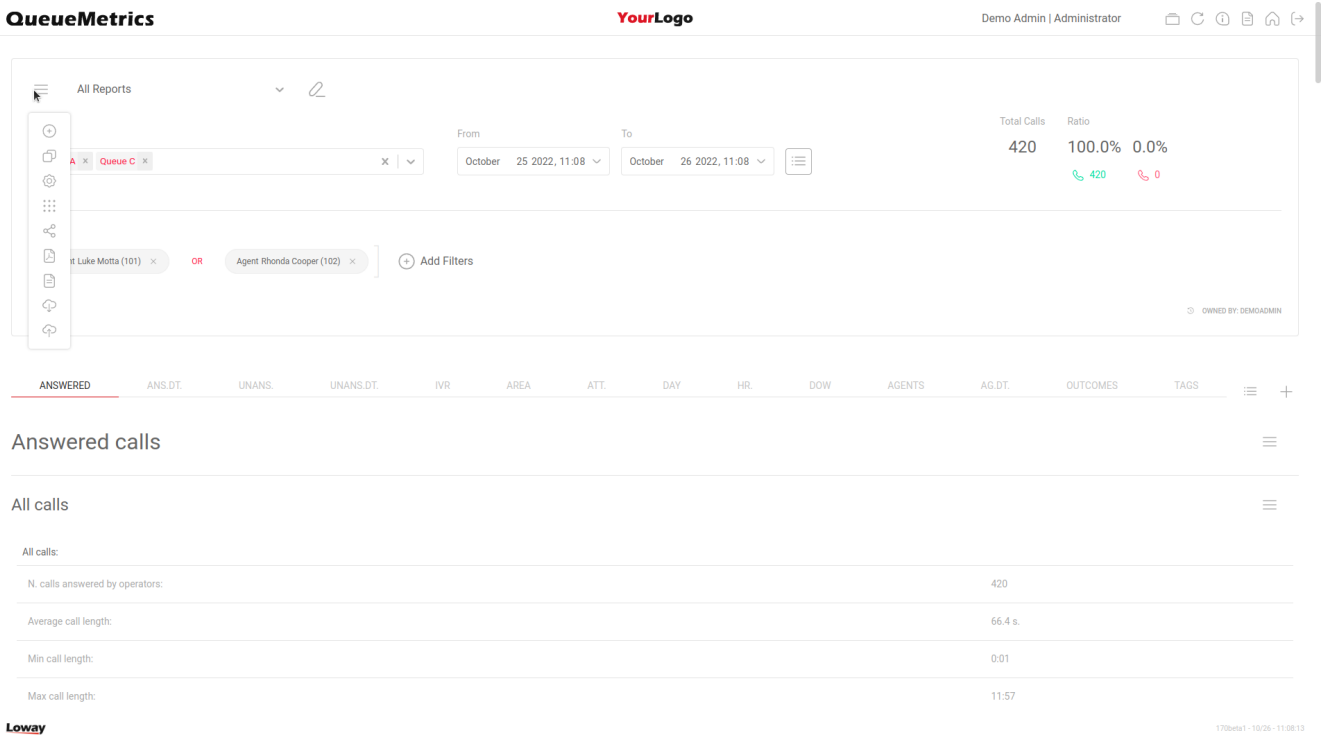 QueueMetrics
YourLogo
Demo Admin | Administrator
All Reports
Total Calls
Ratio
420
100.0% 0.0%
420
0
From
To
A × Queue C ×
October 25 2022, 11:08
October 26 2022, 11:08
nt Luke Motta (101) ×
OR
Agent Rhonda Cooper (102) ×
Add Filters
OWNED BY: DEMOADMIN
ANSWERED ANS.DT. UNANS. UNANS.DT. IVR AREA ATT. DAY HR. DOW AGENTS AG.DT. OUTCOMES TAGS
Answered calls
All calls
All calls:
N. calls answered by operators: 420
Average call length: 66.4 s.
Min call length: 0:01
Max call length: 11:57
Loway
170beta1 - 10/26 - 11:08:13